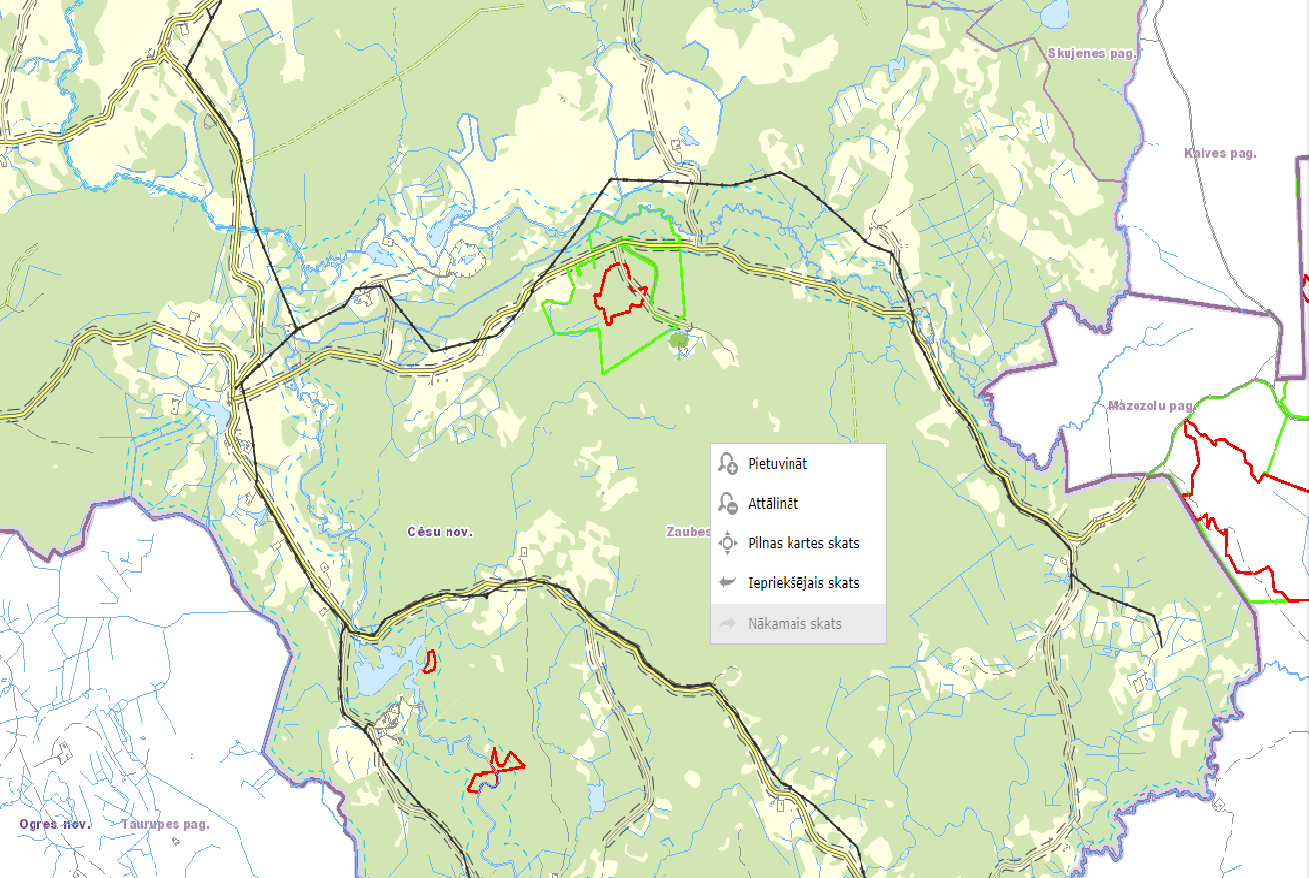 Skujenes pag.
Kaives pag.
Mazozolu pag.
Pietuvināt
Attālināt
Cēsu nov.
Zaubes
Pilnas kartes skats
Iepriekšējais skats
Nākamais skats
Ogres nov.
Taurupes pag.